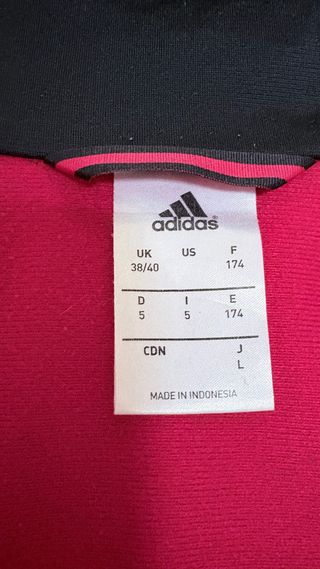 adidas
UK US F
38/40 174
D I E
5 5 174
CDN J
L
MADE IN INDONESIA